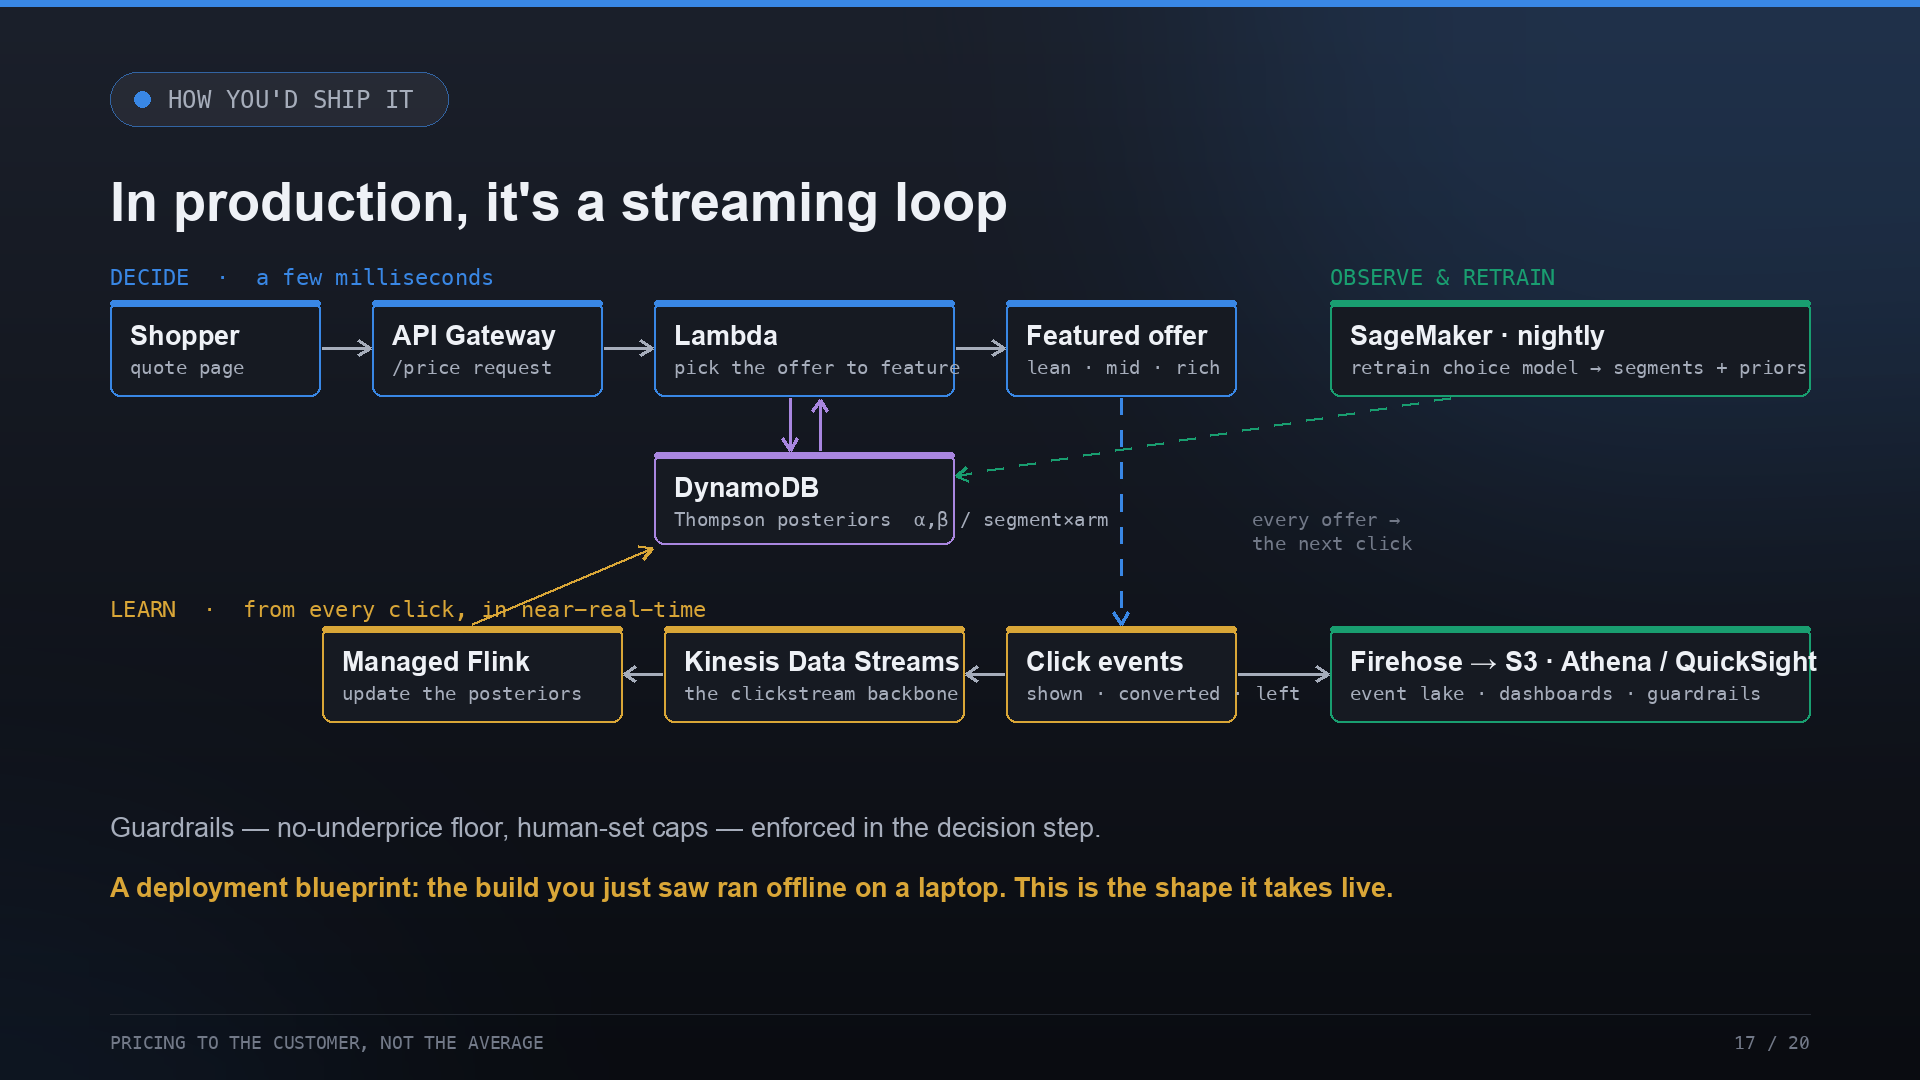 HOW YOU'D SHIP IT
In production, it's a streaming loop
DECIDE · a few milliseconds
OBSERVE & RETRAIN
Shopper
quote page
API Gateway
/price request
Lambda
pick the offer to feature
Featured offer
lean · mid · rich
SageMaker · nightly
retrain choice model → segments + priors
DynamoDB
Thompson posteriors α,β / segment×arm
every offer →
the next click
LEARN · from every click, in near-real-time
Managed Flink
update the posteriors
Kinesis Data Streams
the clickstream backbone
Click events
shown · converted · left
Firehose → S3 · Athena / QuickSight
event lake · dashboards · guardrails
Guardrails — no-underprice floor, human-set caps — enforced in the decision step.
A deployment blueprint: the build you just saw ran offline on a laptop. This is the shape it takes live.
PRICING TO THE CUSTOMER, NOT THE AVERAGE
17 / 20